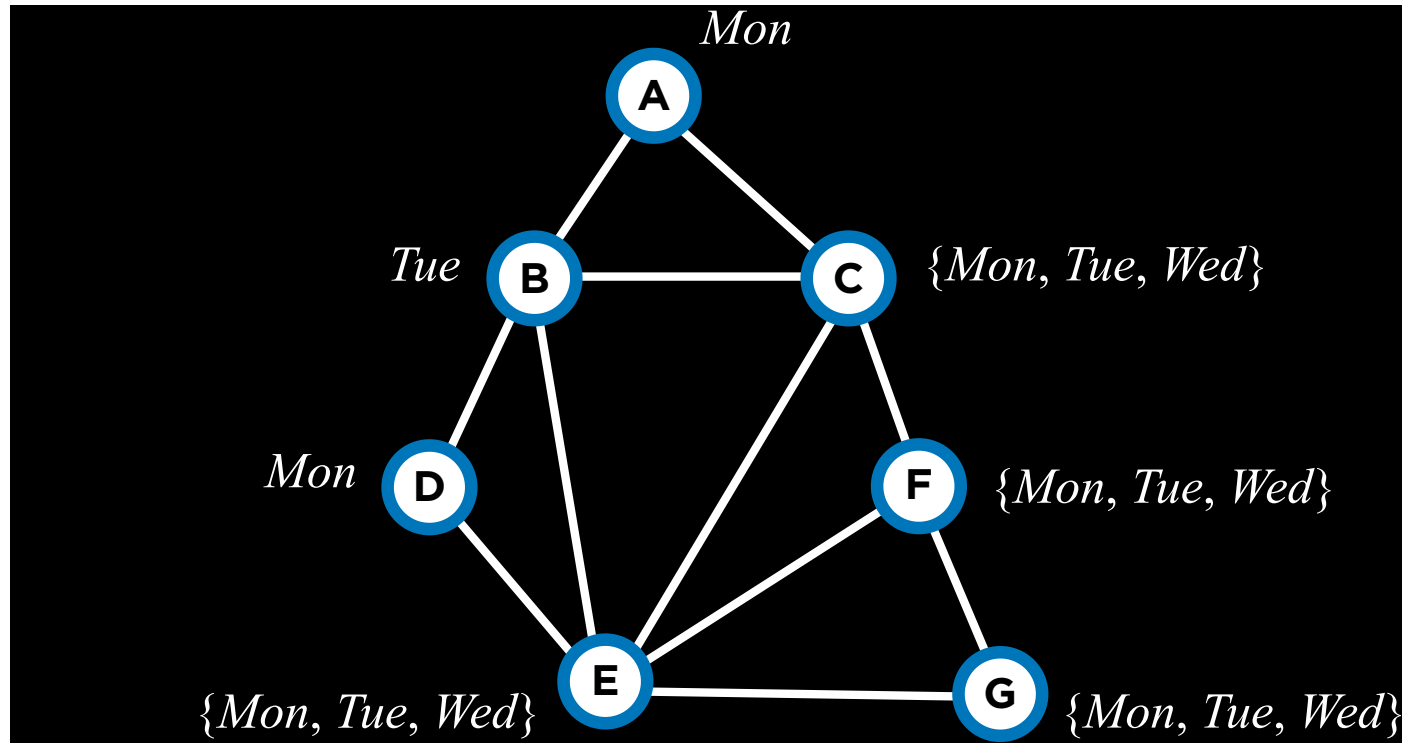 Mon
A
Tue
B
C
{Mon, Tue, Wed}
Mon
D
F
{Mon, Tue, Wed}
E
{Mon, Tue, Wed}
G
{Mon, Tue, Wed}